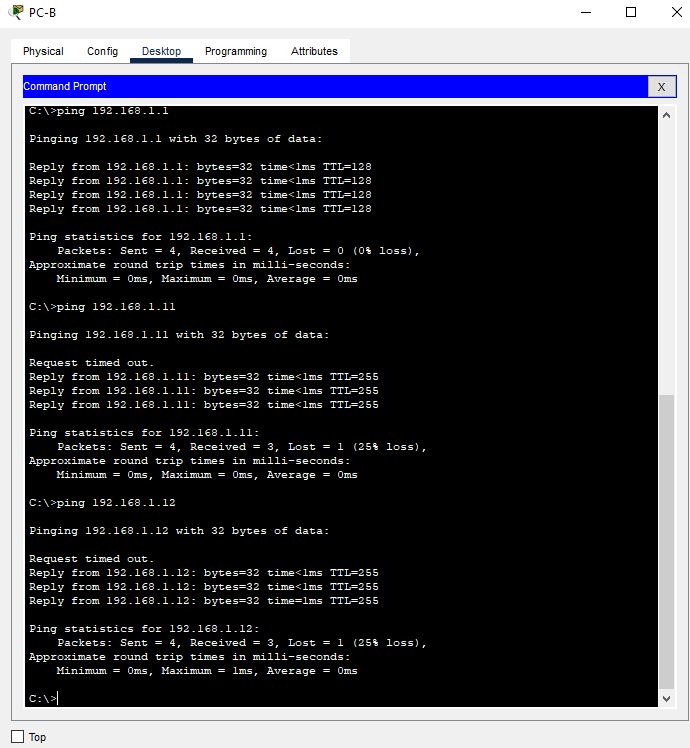 PC-B
Physical Config Desktop Programming Attributes
Command Prompt X
C:\>ping 192.168.1.1
Pinging 192.168.1.1 with 32 bytes of data:
Reply from 192.168.1.1: bytes=32 time<1ms TTL=128
Reply from 192.168.1.1: bytes=32 time<1ms TTL=128
Reply from 192.168.1.1: bytes=32 time<1ms TTL=128
Reply from 192.168.1.1: bytes=32 time<1ms TTL=128
Ping statistics for 192.168.1.1:
Packets: Sent = 4, Received = 4, Lost = 0 (0% loss),
Approximate round trip times in milli-seconds:
Minimum = 0ms, Maximum = 0ms, Average = 0ms
C:\>ping 192.168.1.11
Pinging 192.168.1.11 with 32 bytes of data:
Request timed out.
Reply from 192.168.1.11: bytes=32 time<1ms TTL=255
Reply from 192.168.1.11: bytes=32 time<1ms TTL=255
Reply from 192.168.1.11: bytes=32 time<1ms TTL=255
Ping statistics for 192.168.1.11:
Packets: Sent = 4, Received = 3, Lost = 1 (25% loss),
Approximate round trip times in milli-seconds:
Minimum = 0ms, Maximum = 0ms, Average = 0ms
C:\>ping 192.168.1.12
Pinging 192.168.1.12 with 32 bytes of data:
Request timed out.
Reply from 192.168.1.12: bytes=32 time<1ms TTL=255
Reply from 192.168.1.12: bytes=32 time<1ms TTL=255
Reply from 192.168.1.12: bytes=32 time=1ms TTL=255
Ping statistics for 192.168.1.12:
Packets: Sent = 4, Received = 3, Lost = 1 (25% loss),
Approximate round trip times in milli-seconds:
Minimum = 0ms, Maximum = 1ms, Average = 0ms
C:\>
Top